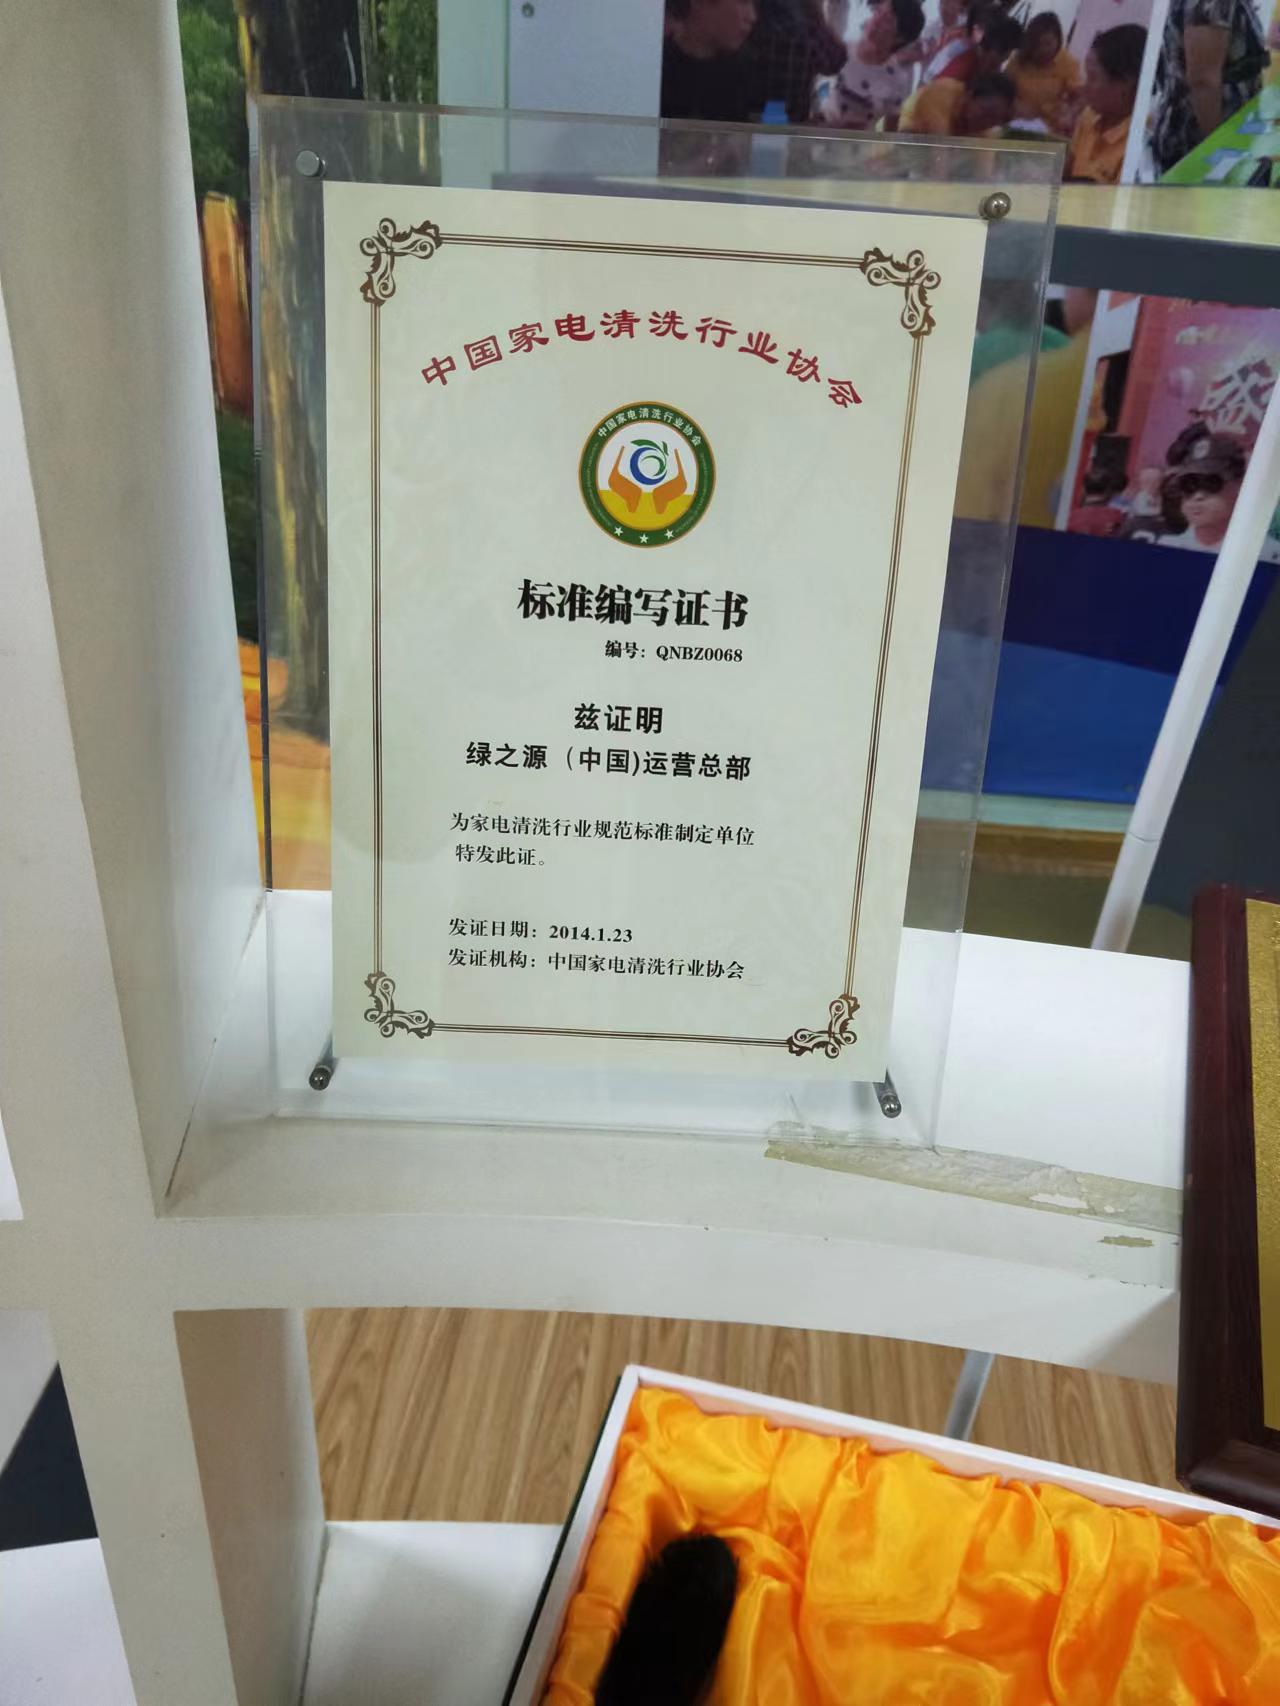 中国家电清洗行业协会
中国家电清洗行业协会
标准编写证书
编号：QNBZ0068
兹证明
绿之源（中国)运营总部
为家电清洗行业规范标准制定单位
特发此证。
发证日期：2014.1.23
发证机构：中国家电清洗行业协会